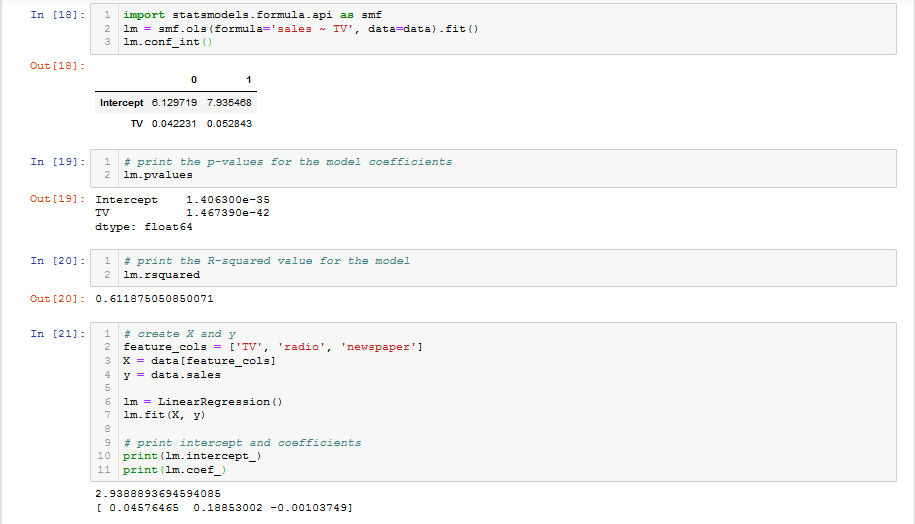 In [18]:
1 import statsmodels.formula.api as smf
2 lm = smf.ols(formula='sales ~ TV', data=data).fit()
3 lm.conf_int()
Out[18]:
0 1
Intercept 6.129719 7.935468
TV 0.042231 0.052843
In [19]:
1 # print the p-values for the model coefficients
2 lm.pvalues
Out[19]: Intercept 1.406300e-35
TV 1.467390e-42
dtype: float64
In [20]:
1 # print the R-squared value for the model
2 lm.rsquared
Out[20]: 0.611875050850071
In [21]:
1 # create X and y
2 feature_cols = ['TV', 'radio', 'newspaper']
3 X = data[feature_cols]
4 y = data.sales
5
6 lm = LinearRegression()
7 lm.fit(X, y)
8
9 # print intercept and coefficients
10 print(lm.intercept_)
11 print(lm.coef_)
2.9388893694594085
[ 0.04576465 0.18853002 -0.00103749]